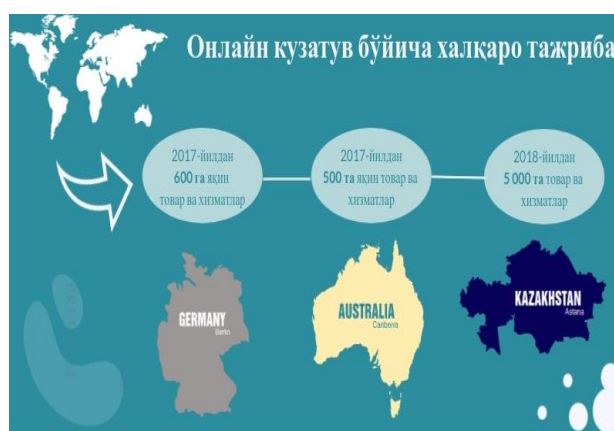 Онлайн кузатув бўйича халқаро тажриба
2017-йилдан
600 та яқин
товар ва хизматлар
2017-йилдан
500 та яқин товар ва
хизматлар
2018-йилдан
5 000 та товар ва
хизматлар
GERMANY
Berlin
AUSTRALIA
Canberra
KAZAKHSTAN
Astana